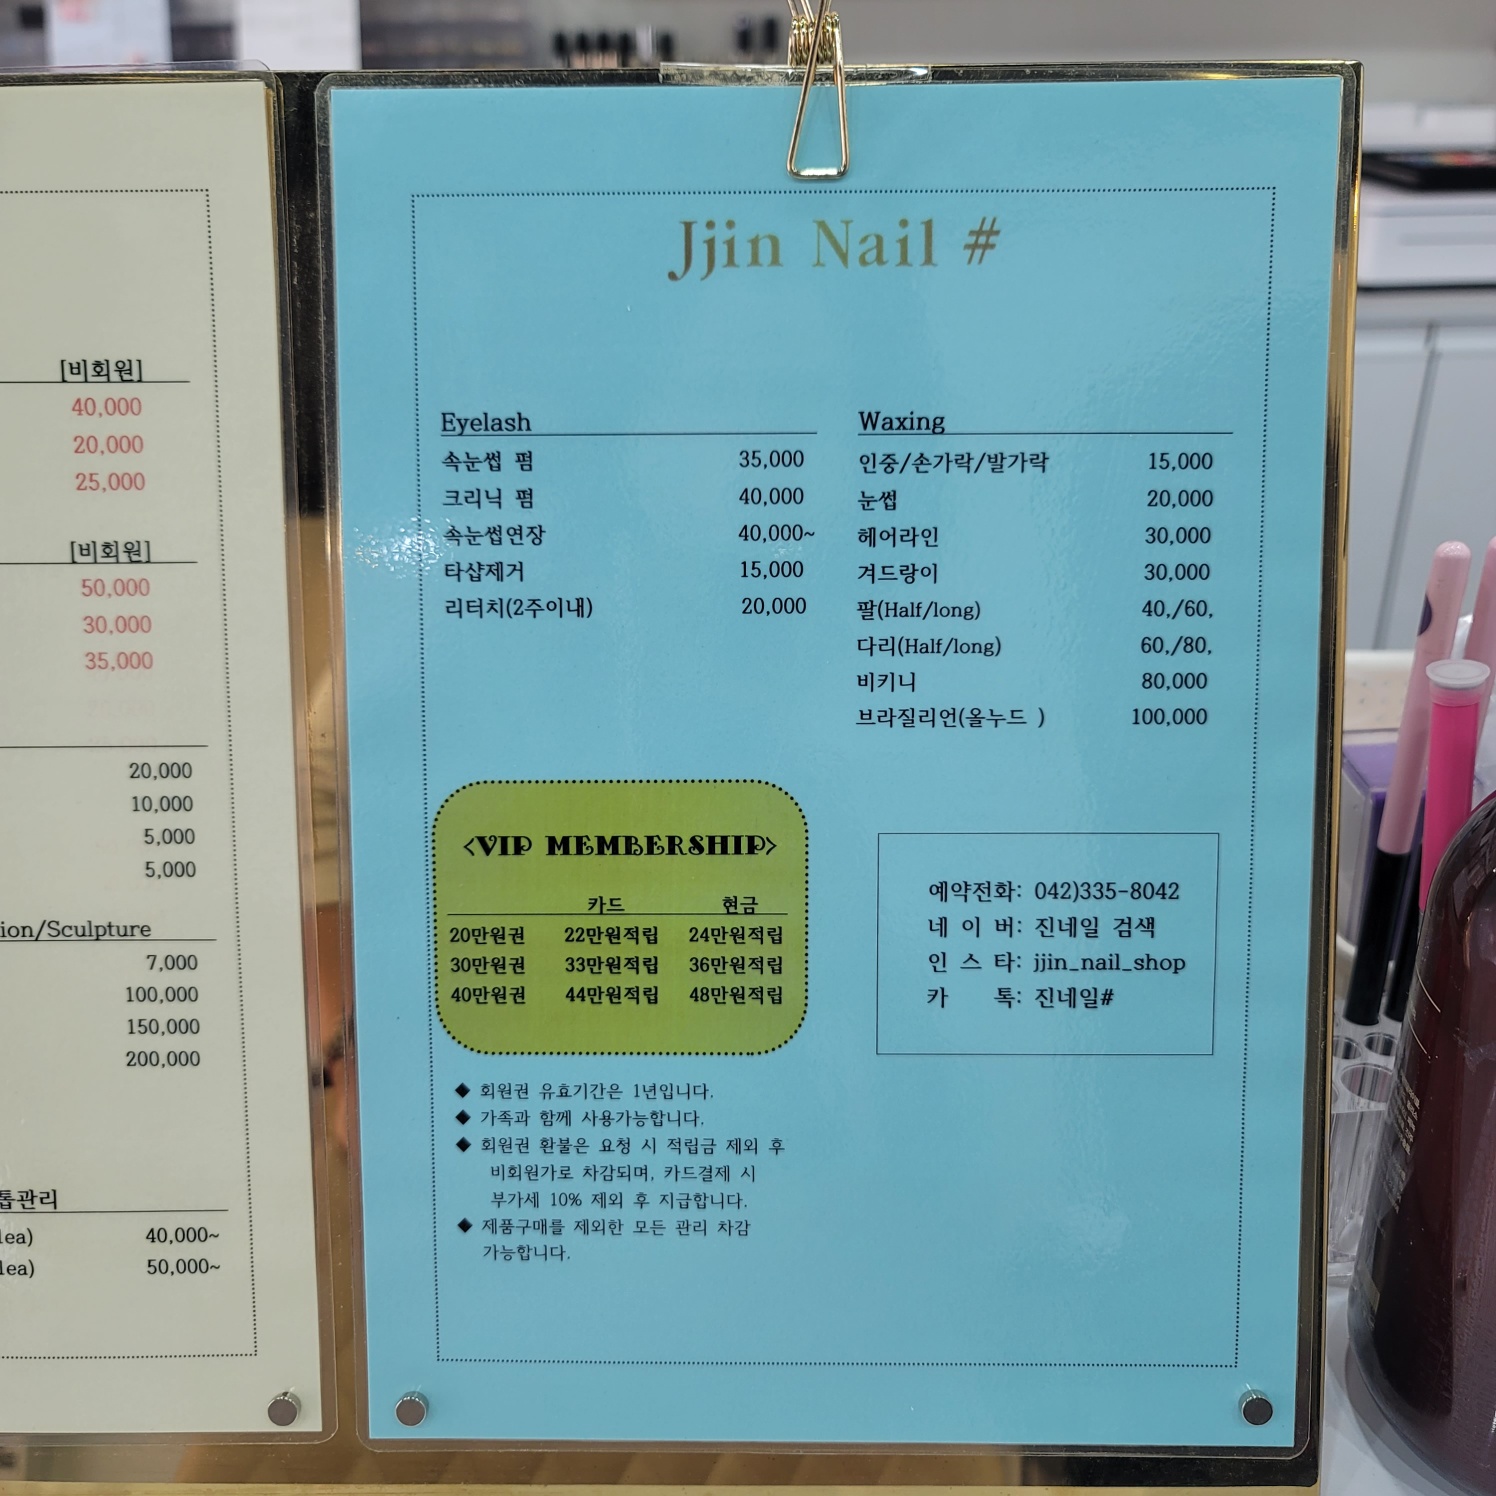 [비회원]
40,000
20,000
25,000
[비회원]
50,000
30,000
35,000
20,000
10,000
5,000
5,000
ion/Sculpture
7,000
100,000
150,000
200,000
톱관리
lea) 40,000~
lea) 50,000~
Jjin Nail #
Eyelash
속눈썹 펌 35,000
크리닉 펌 40,000
속눈썹연장 40,000~
타샵제거 15,000
리터치(2주이내) 20,000
Waxing
인중/손가락/발가락 15,000
눈썹 20,000
헤어라인 30,000
겨드랑이 30,000
팔(Half/long) 40,/60,
다리(Half/long) 60,/80,
비키니 80,000
브라질리언(올누드 ) 100,000
<VIP MEMBERSHIP>
카드 현금
20만원권 22만원적립 24만원적립
30만원권 33만원적립 36만원적립
40만원권 44만원적립 48만원적립
◆ 회원권 유효기간은 1년입니다.
◆ 가족과 함께 사용가능합니다.
◆ 회원권 환불은 요청 시 적립금 제외 후
비회원가로 차감되며, 카드결제 시
부가세 10% 제외 후 지급합니다.
◆ 제품구매를 제외한 모든 관리 차감
가능합니다.
예약전화: 042)335-8042
네 이 버: 진네일 검색
인 스 타: jjin_nail_shop
카 톡: 진네일#